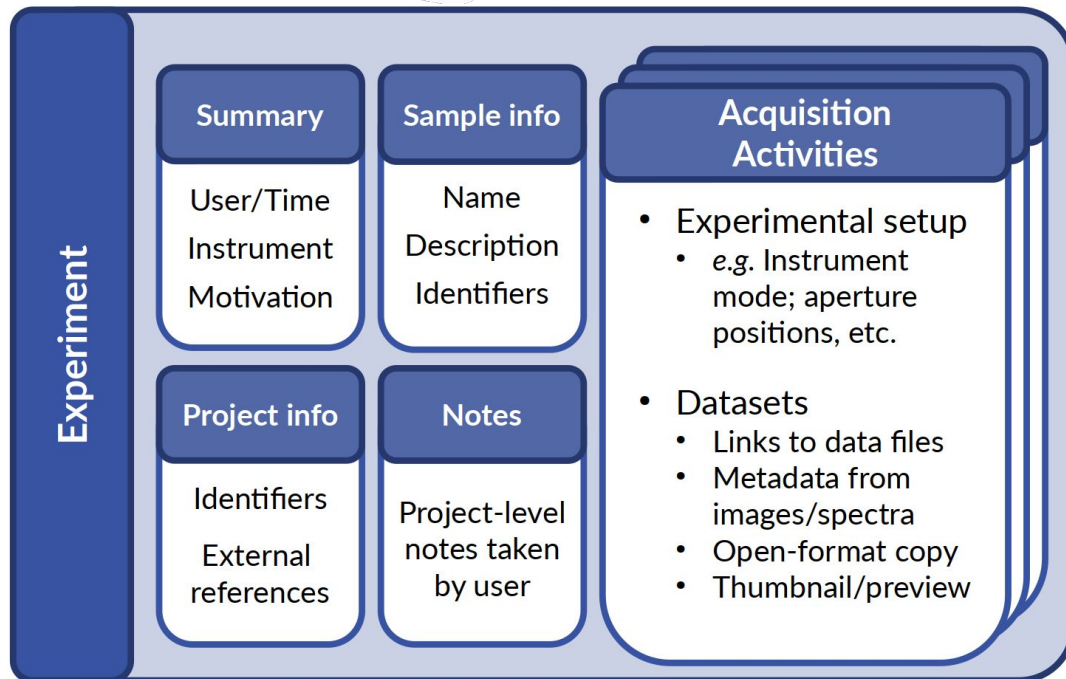 Experiment
Summary
User/Time
Instrument
Motivation
Sample info
Name
Description
Identifiers
Project info
Identifiers
External
references
Notes
Project-level
notes taken
by user
Acquisition
Activities
• Experimental setup
• e.g. Instrument
mode; aperture
positions, etc.
• Datasets
• Links to data files
• Metadata from
images/spectra
• Open-format copy
• Thumbnail/preview